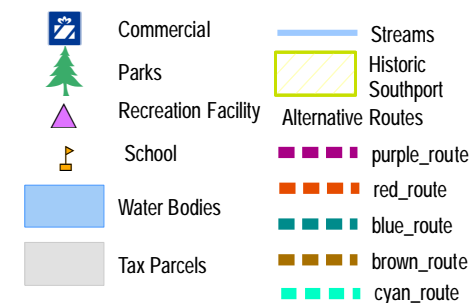 Commercial
Parks
Recreation Facility
School
Water Bodies
Tax Parcels
Streams
Historic
Southport
Alternative Routes
purple_route
red_route
blue_route
brown_route
cyan_route